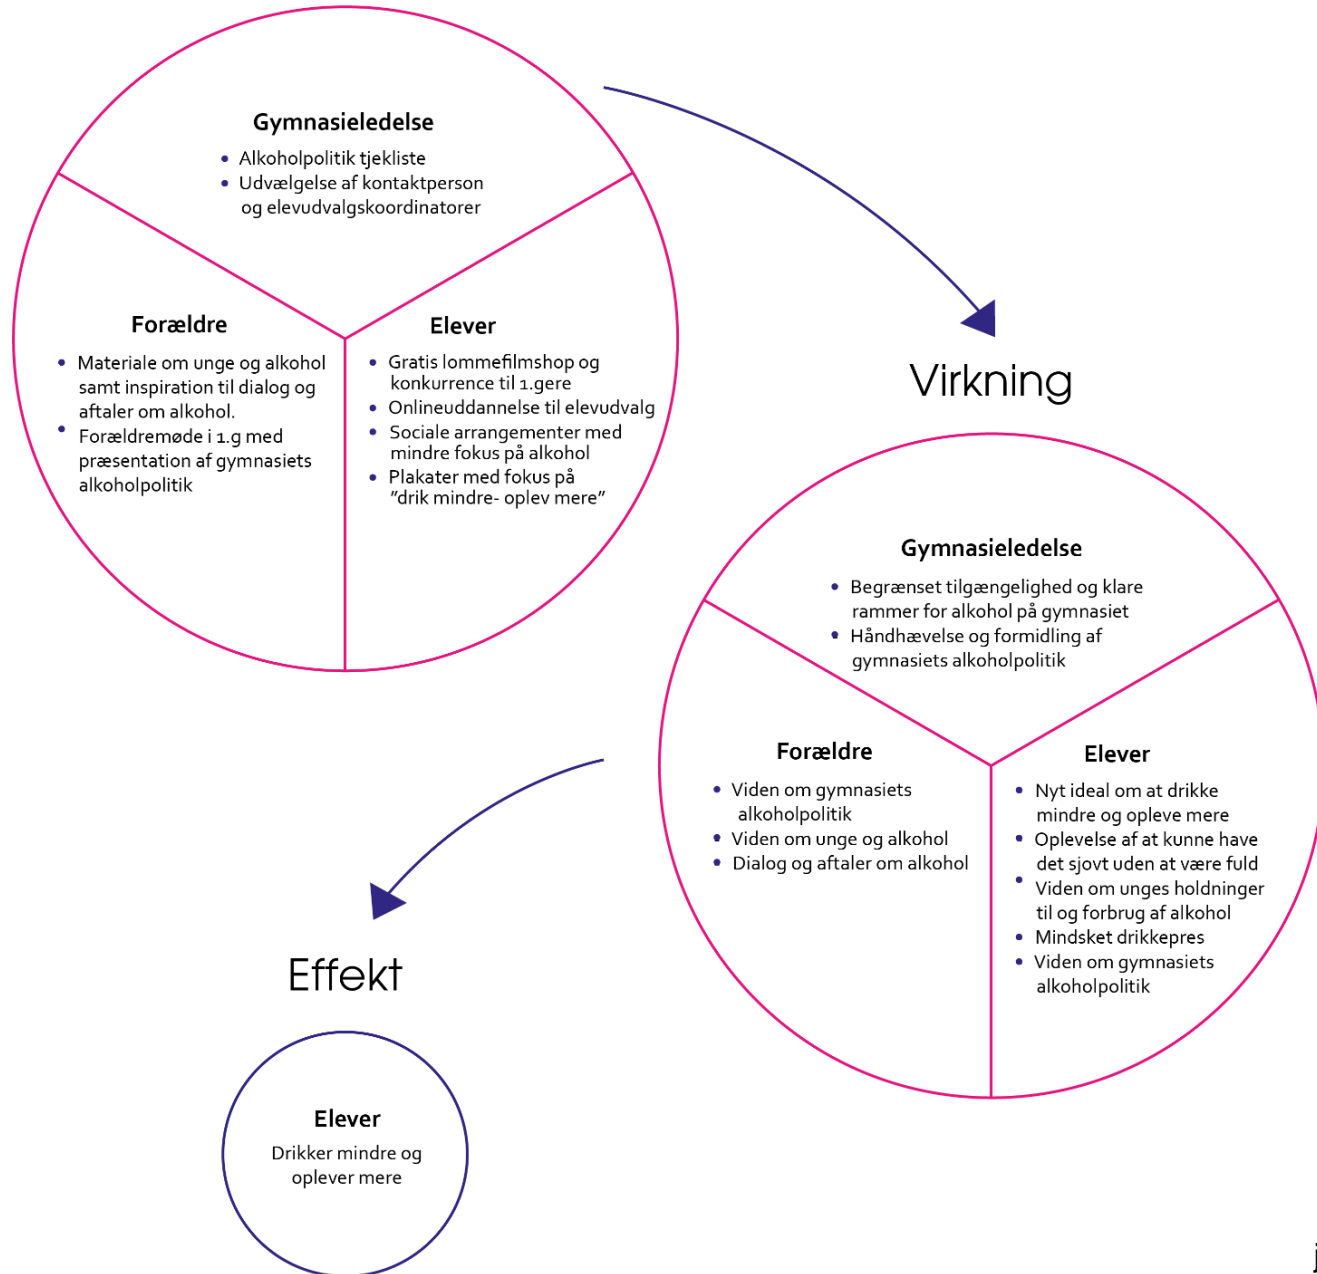 Gymnasieledelse
• Alkoholpolitik tjekliste
• Udvælgelse af kontaktperson
og elevudvalgskoordinatorer
Forældre
• Materiale om unge og alkohol
samt inspiration til dialog og
aftaler om alkohol.
• Forældremøde i 1.g med
præsentation af gymnasiets
alkoholpolitik
Elever
• Gratis lommefilmshop og
konkurrence til 1.gere
• Onlineuddannelse til elevudvalg
• Sociale arrangementer med
mindre fokus på alkohol
• Plakater med fokus på
”drik mindre- oplev mere”
Virkning
Gymnasieledelse
• Begrænset tilgængelighed og klare
rammer for alkohol på gymnasiet
• Håndhævelse og formidling af
gymnasiets alkoholpolitik
Forældre
• Viden om gymnasiets
alkoholpolitik
• Viden om unge og alkohol
• Dialog og aftaler om alkohol
Elever
• Nyt ideal om at drikke
mindre og opleve mere
• Oplevelse af at kunne have
det sjovt uden at være fuld
• Viden om unges holdninger
til og forbrug af alkohol
• Mindsket drikkepres
• Viden om gymnasiets
alkoholpolitik
Effekt
Elever
Drikker mindre og
oplever mere